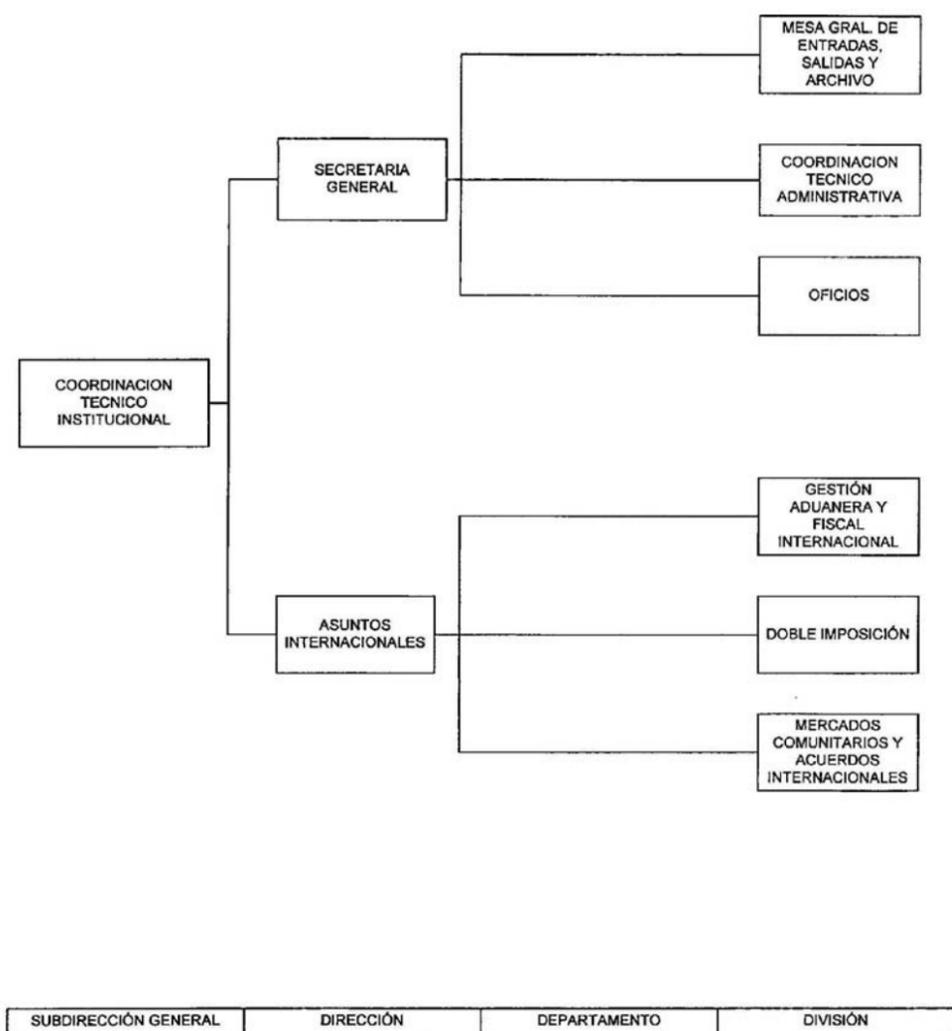 MESA GRAL. DE
ENTRADAS,
SALIDAS Y
ARCHIVO
SECRETARIA
GENERAL
COORDINACION
TECNICO
ADMINISTRATIVA
OFICIOS
COORDINACION
TECNICO
INSTITUCIONAL
GESTIÓN
ADUANERA Y
FISCAL
INTERNACIONAL
ASUNTOS
INTERNACIONALES
DOBLE IMPOSICIÓN
MERCADOS
COMUNITARIOS Y
ACUERDOS
INTERNACIONALES
SUBDIRECCIÓN GENERAL DIRECCIÓN DEPARTAMENTO DIVISIÓN